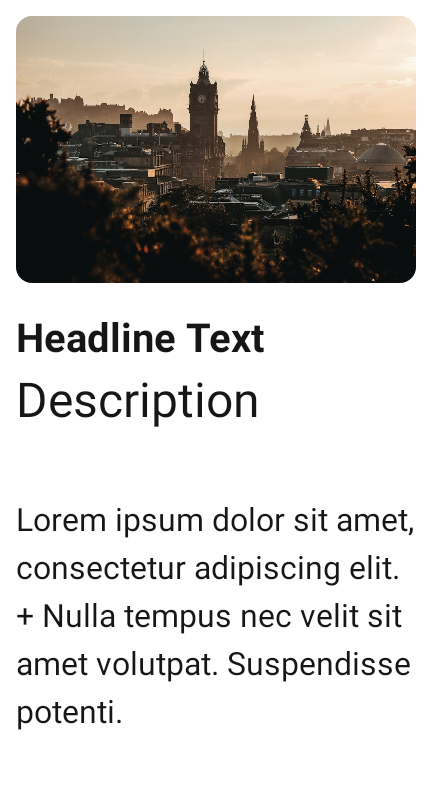 Headline Text
Description
Lorem ipsum dolor sit amet,
consectetur adipiscing elit.
+ Nulla tempus nec velit sit
amet volutpat. Suspendisse
potenti.